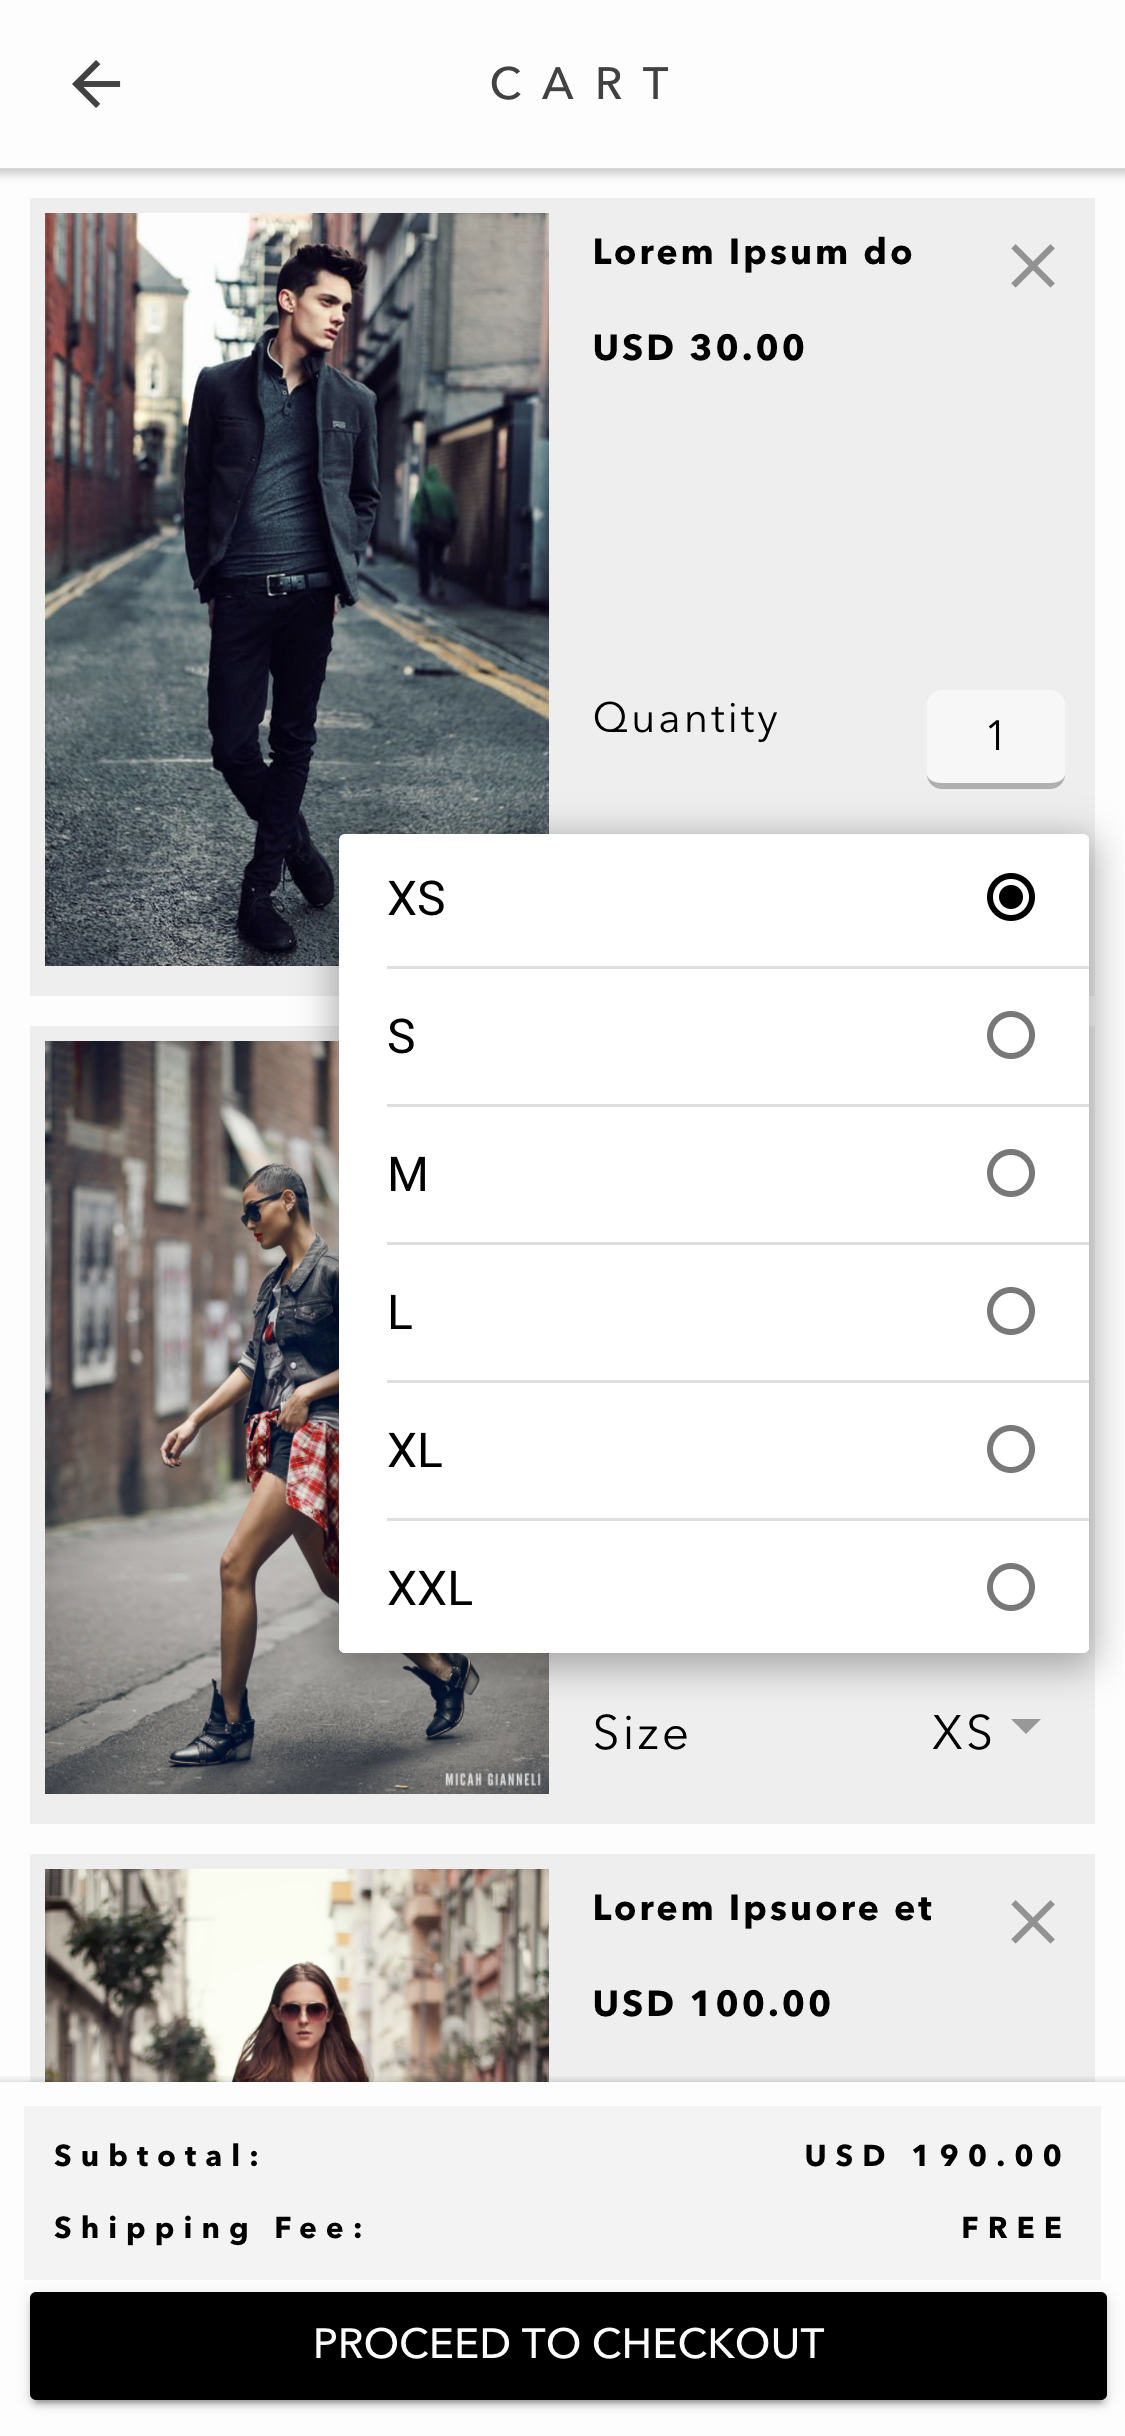 CART
Lorem Ipsum do
USD 30.00
Quantity 1
XS
S
M
L
XL
XXL
MICAH GIANNELI
Size XS
Lorem Ipsuore et
USD 100.00
Subtotal: USD 190.00
Shipping Fee: FREE
PROCEED TO CHECKOUT